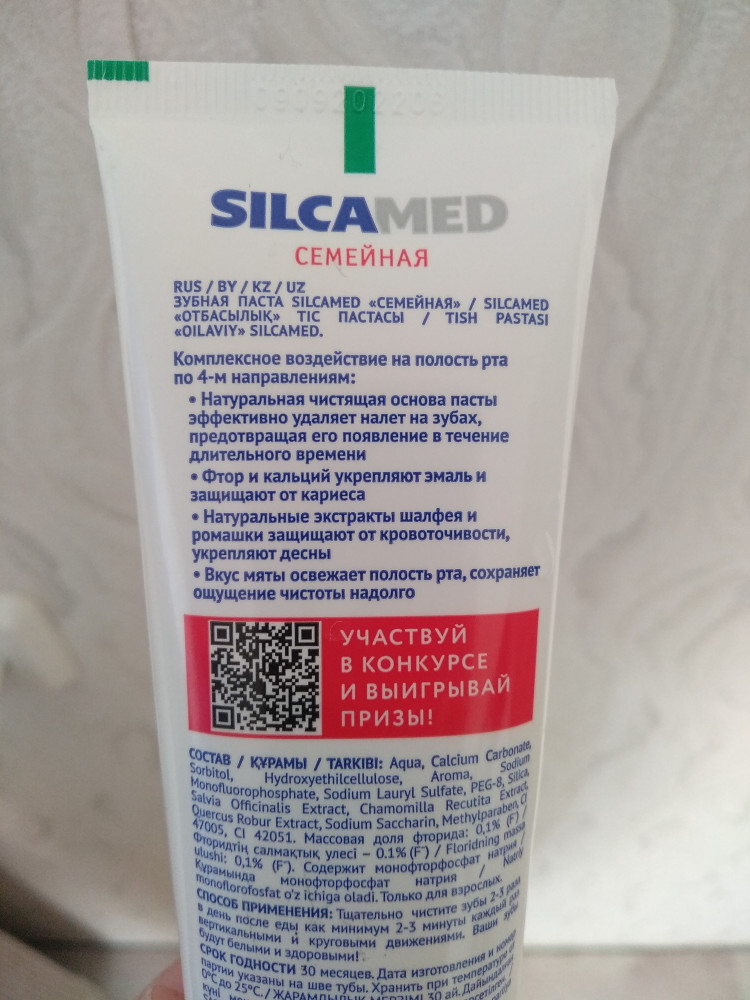 SILCAMED
СЕМЕЙНАЯ
RUS / BY / KZ / UZ
ЗУБНАЯ ПАСТА SILCAMED «СЕМЕЙНАЯ» / SILCAMED
«ОТБАСЫЛЫҚ» ТІС ПАСТАСЫ / TISH PASTASI
«OILAVIY» SILCAMED.
Комплексное воздействие на полость рта
по 4-м направлениям:
• Натуральная чистящая основа пасты
эффективно удаляет налет на зубах,
предотвращая его появление в течение
длительного времени
• Фтор и кальций укрепляют эмаль и
защищают от кариеса
• Натуральные экстракты шалфея и
ромашки защищают от кровоточивости,
укрепляют десны
• Вкус мяты освежает полость рта, сохраняет
ощущение чистоты надолго
УЧАСТВУЙ
В КОНКУРСЕ
И ВЫИГРЫВАЙ
ПРИЗЫ!
СОСТАВ / ҚҰРАМЫ / TARKIBI: Aqua, Calcium Carbonate,
Sorbitol, Hydroxyethilcellulose, Aroma, Sodium
Monofluorophosphate, Sodium Lauryl Sulfate, PEG-8, Silica,
Salvia Officinalis Extract, Chamomilla Recutita Extract,
Quercus Robur Extract, Sodium Saccharin, Methylparaben, CI
47005, CI 42051. Массовая доля фторида: 0,1% (F⁻) /
Фторидтің салмақтық үлесі – 0.1% (F⁻) / Floridning massa
ulushi: 0,1% (F⁻). Содержит монофторфосфат натрия /
Құрамында монофторфосфат натрия / Natriy
monoflorofosfat o'z ichiga oladi. Только для взрослых.
СПОСОБ ПРИМЕНЕНИЯ: Тщательно чистите зубы 2-3 раза
в день после еды как минимум 2-3 минуты каждый раз
вертикальными и круговыми движениями. Ваши зубы
будут белыми и здоровыми!
СРОК ГОДНОСТИ 30 месяцев. Дата изготовления и номер
партии указаны на шве тубы. Хранить при температуре от
0°С до 25°С. / ЖАРАМДЫЛЫҚ МЕРЗІМІ 30 ай. Дайындалған
күні